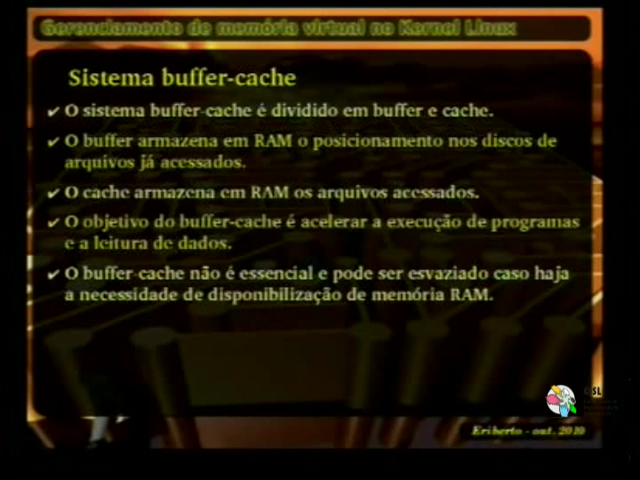 Gerenciamento de memória virtual no Kernel Linux
Sistema buffer-cache
✔ O sistema buffer-cache é dividido em buffer e cache.
✔ O buffer armazena em RAM o posicionamento nos discos de
arquivos já acessados.
✔ O cache armazena em RAM os arquivos acessados.
✔ O objetivo do buffer-cache é acelerar a execução de programas
e a leitura de dados.
✔ O buffer-cache não é essencial e pode ser esvaziado caso haja
a necessidade de disponibilização de memória RAM.
Eriberto - out. 2010